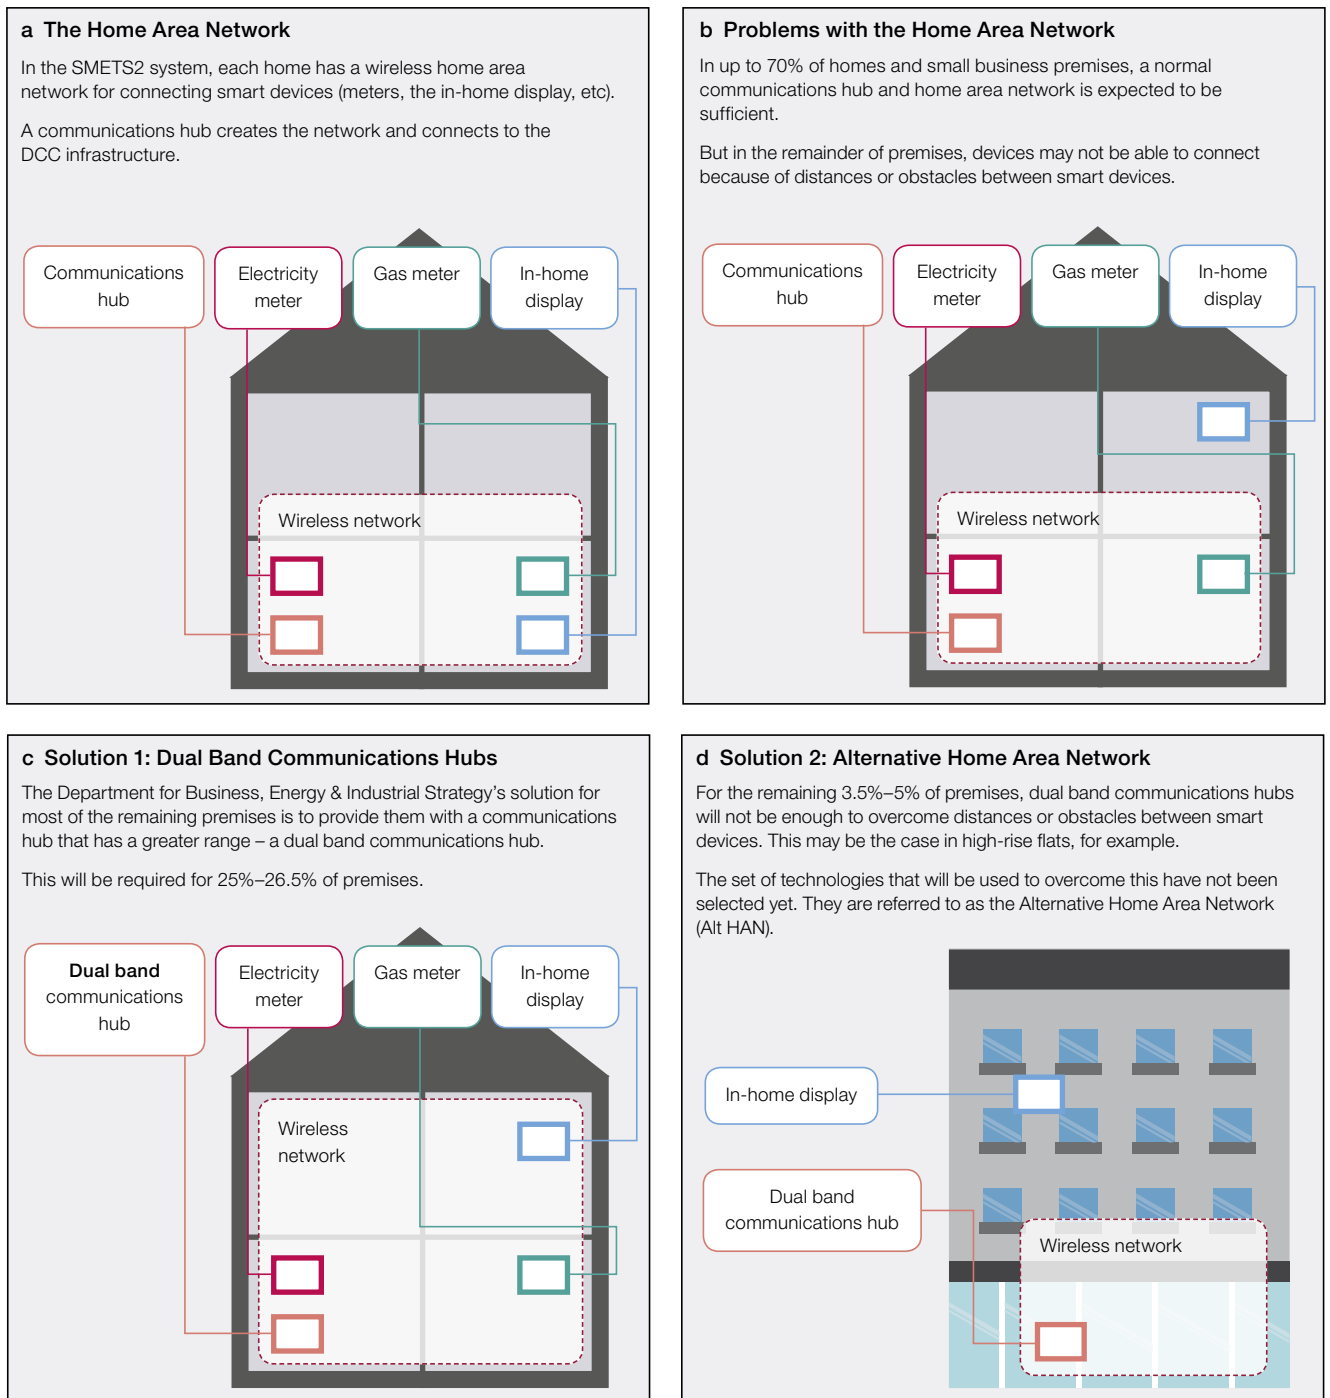 a The Home Area Network
In the SMETS2 system, each home has a wireless home area
network for connecting smart devices (meters, the in-home display, etc).
A communications hub creates the network and connects to the
DCC infrastructure.
Communications
hub
Electricity
meter
Gas meter
In-home
display
Wireless network
b Problems with the Home Area Network
In up to 70% of homes and small business premises, a normal
communications hub and home area network is expected to be
sufficient.
But in the remainder of premises, devices may not be able to connect
because of distances or obstacles between smart devices.
Communications
hub
Electricity
meter
Gas meter
In-home
display
Wireless network
c Solution 1: Dual Band Communications Hubs
The Department for Business, Energy & Industrial Strategy's solution for
most of the remaining premises is to provide them with a communications
hub that has a greater range – a dual band communications hub.
This will be required for 25%–26.5% of premises.
Dual band
communications
hub
Electricity
meter
Gas meter
In-home
display
Wireless
network
d Solution 2: Alternative Home Area Network
For the remaining 3.5%–5% of premises, dual band communications hubs
will not be enough to overcome distances or obstacles between smart
devices. This may be the case in high-rise flats, for example.
The set of technologies that will be used to overcome this have not been
selected yet. They are referred to as the Alternative Home Area Network
(Alt HAN).
In-home display
Dual band
communications hub
Wireless network